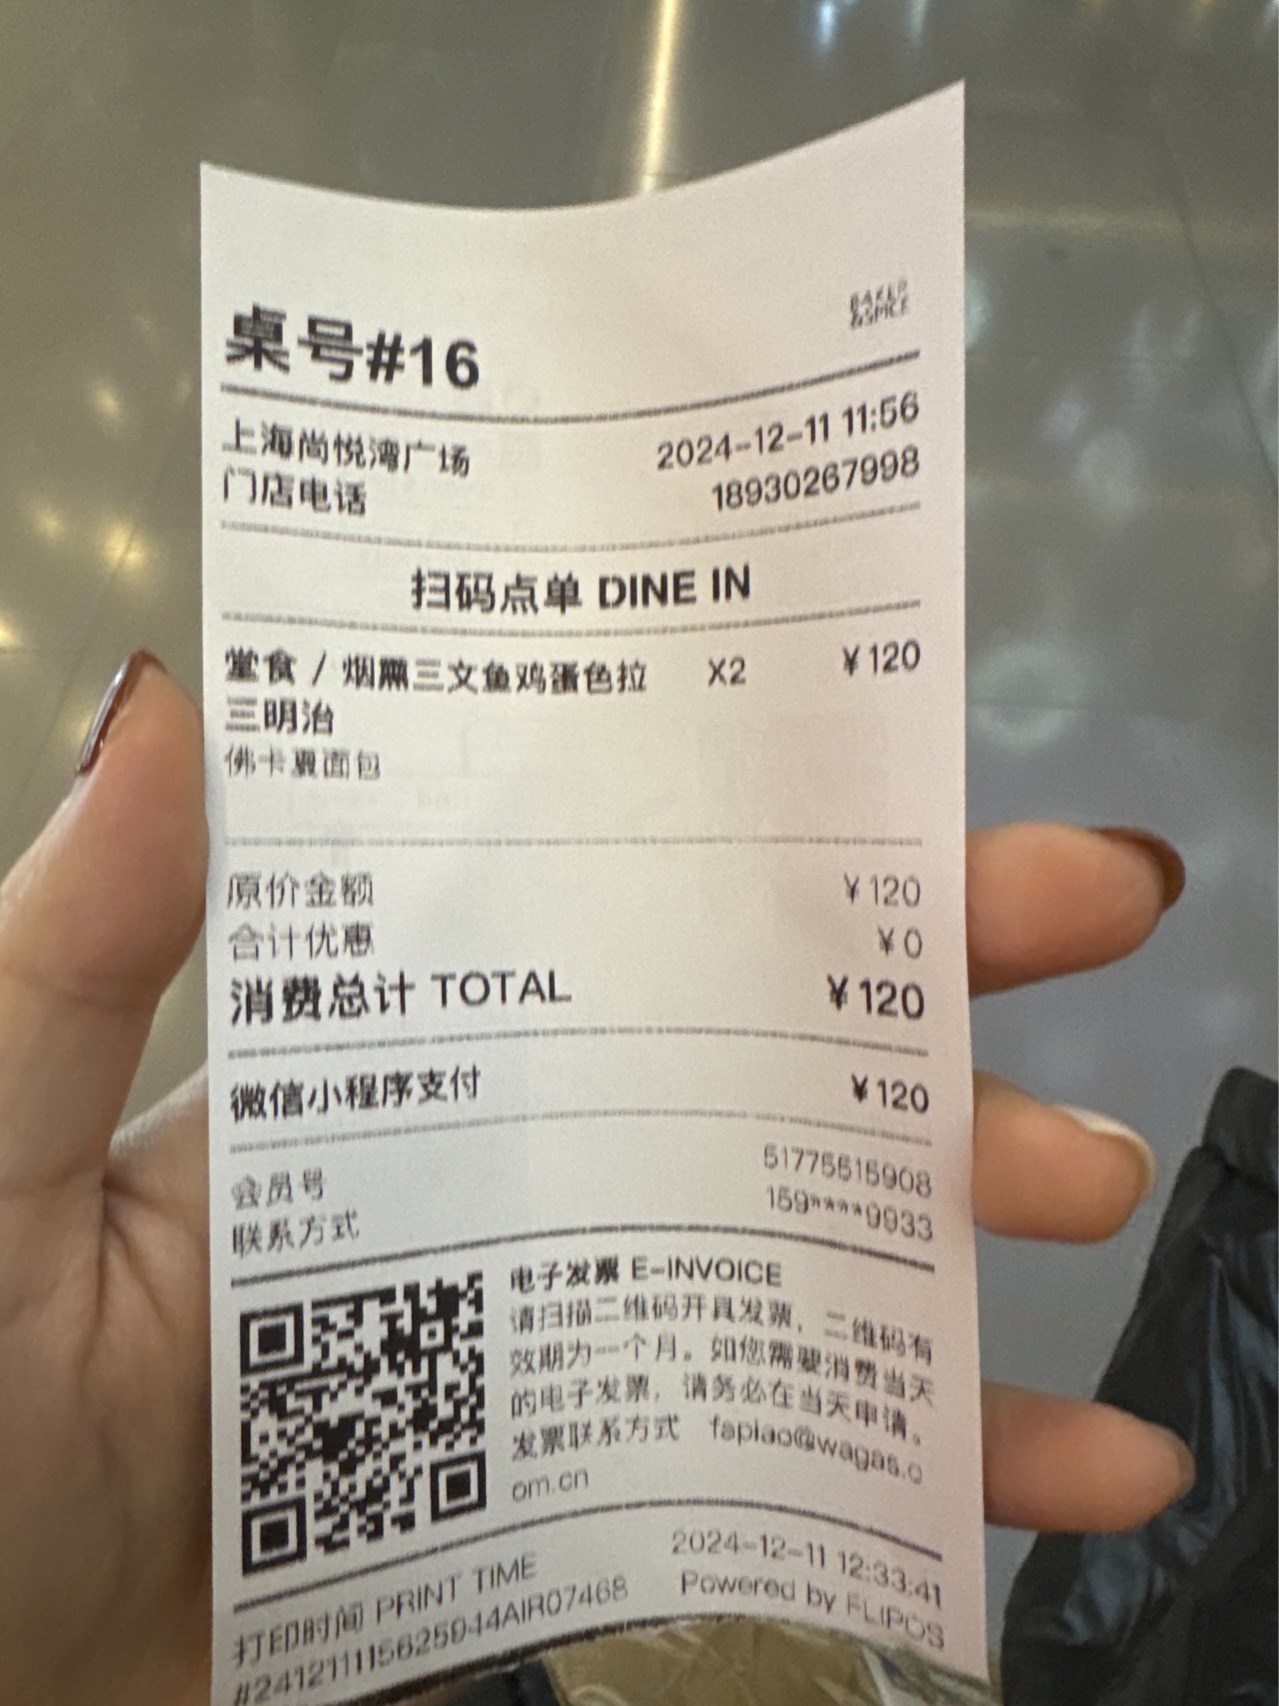 BAKER
&SPICE
桌号#16
上海尚悦湾广场 2024-12-11 11:56
门店电话 18930267998
扫码点单 DINE IN
堂食 / 烟熏三文鱼鸡蛋色拉 X2 ¥120
三明治
佛卡夏面包
原价金额 ¥120
合计优惠 ¥0
消费总计 TOTAL ¥120
微信小程序支付 ¥120
会员号 51775515908
联系方式 159****9933
电子发票 E-INVOICE
请扫描二维码开具发票，二维码有
效期为一个月。如您需要消费当天
的电子发票，请务必在当天申请。
发票联系方式 fapiao@wagas.c
om.cn
打印时间 PRINT TIME 2024-12-11 12:33:41
#241211115625944AIR07468 Powered by FLIPOS